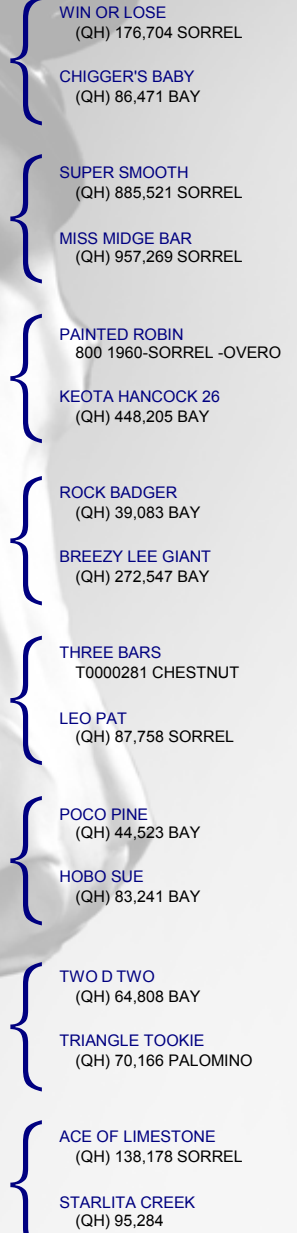 WIN OR LOSE
(QH) 176,704 SORREL
CHIGGER'S BABY
(QH) 86,471 BAY
SUPER SMOOTH
(QH) 885,521 SORREL
MISS MIDGE BAR
(QH) 957,269 SORREL
PAINTED ROBIN
800 1960-SORREL -OVERO
KEOTA HANCOCK 26
(QH) 448,205 BAY
ROCK BADGER
(QH) 39,083 BAY
BREEZY LEE GIANT
(QH) 272,547 BAY
THREE BARS
T0000281 CHESTNUT
LEO PAT
(QH) 87,758 SORREL
POCO PINE
(QH) 44,523 BAY
HOBO SUE
(QH) 83,241 BAY
TWO D TWO
(QH) 64,808 BAY
TRIANGLE TOOKIE
(QH) 70,166 PALOMINO
ACE OF LIMESTONE
(QH) 138,178 SORREL
STARLITA CREEK
(QH) 95,284